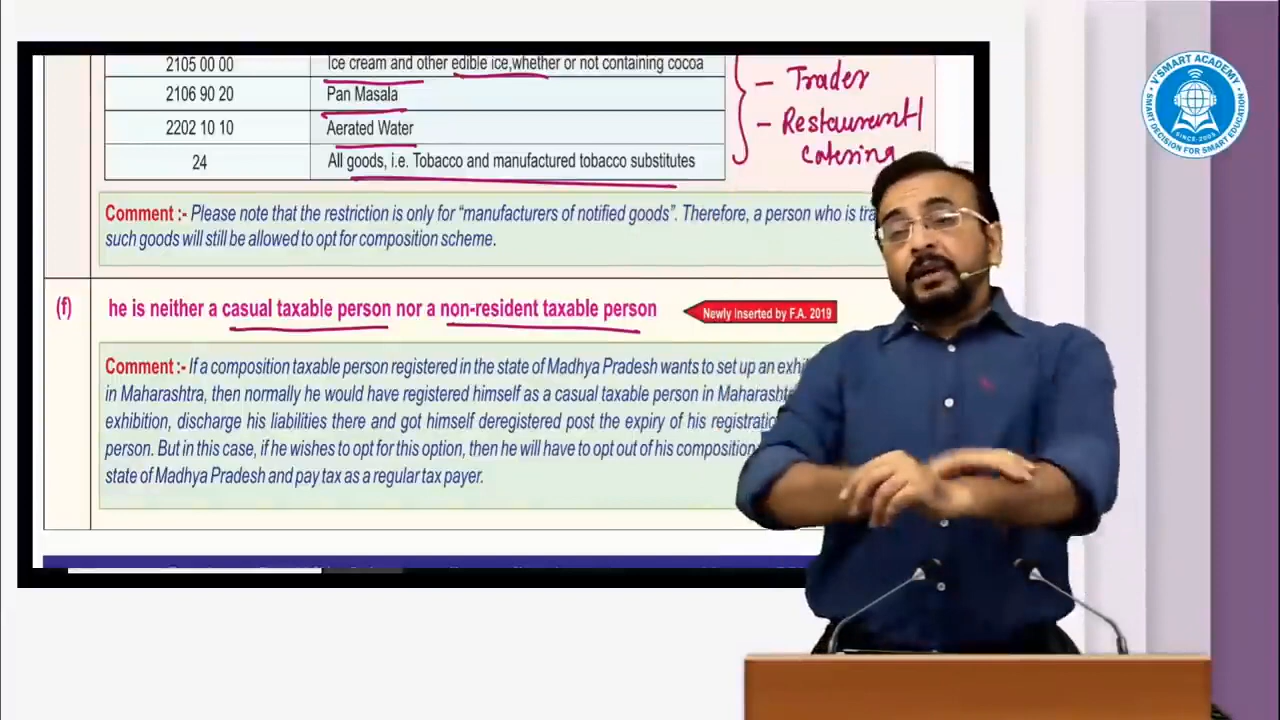 2105 00 00 Ice cream and other edible ice,whether or not containing cocoa
2106 90 20 Pan Masala
2202 10 10 Aerated Water
24 All goods, i.e. Tobacco and manufactured tobacco substitutes
– Trader
– Restaurant/
Catering
Comment :- Please note that the restriction is only for “manufacturers of notified goods”. Therefore, a person who is
such goods will still be allowed to opt for composition scheme.
(f) he is neither a casual taxable person nor a non-resident taxable person
Newly Inserted by F.A. 2019
Comment :- If a composition taxable person registered in the state of Madhya Pradesh wants to set up an
in Maharashtra, then normally he would have registered himself as a casual taxable person in
exhibition, discharge his liabilities there and got himself deregistered post the expiry of his
person. But in this case, if he wishes to opt for this option, then he will have to opt out of his composition
state of Madhya Pradesh and pay tax as a regular tax payer.
V'SMART ACADEMY
SINCE-2005
SMART DECISION FOR SMART EDUCATION